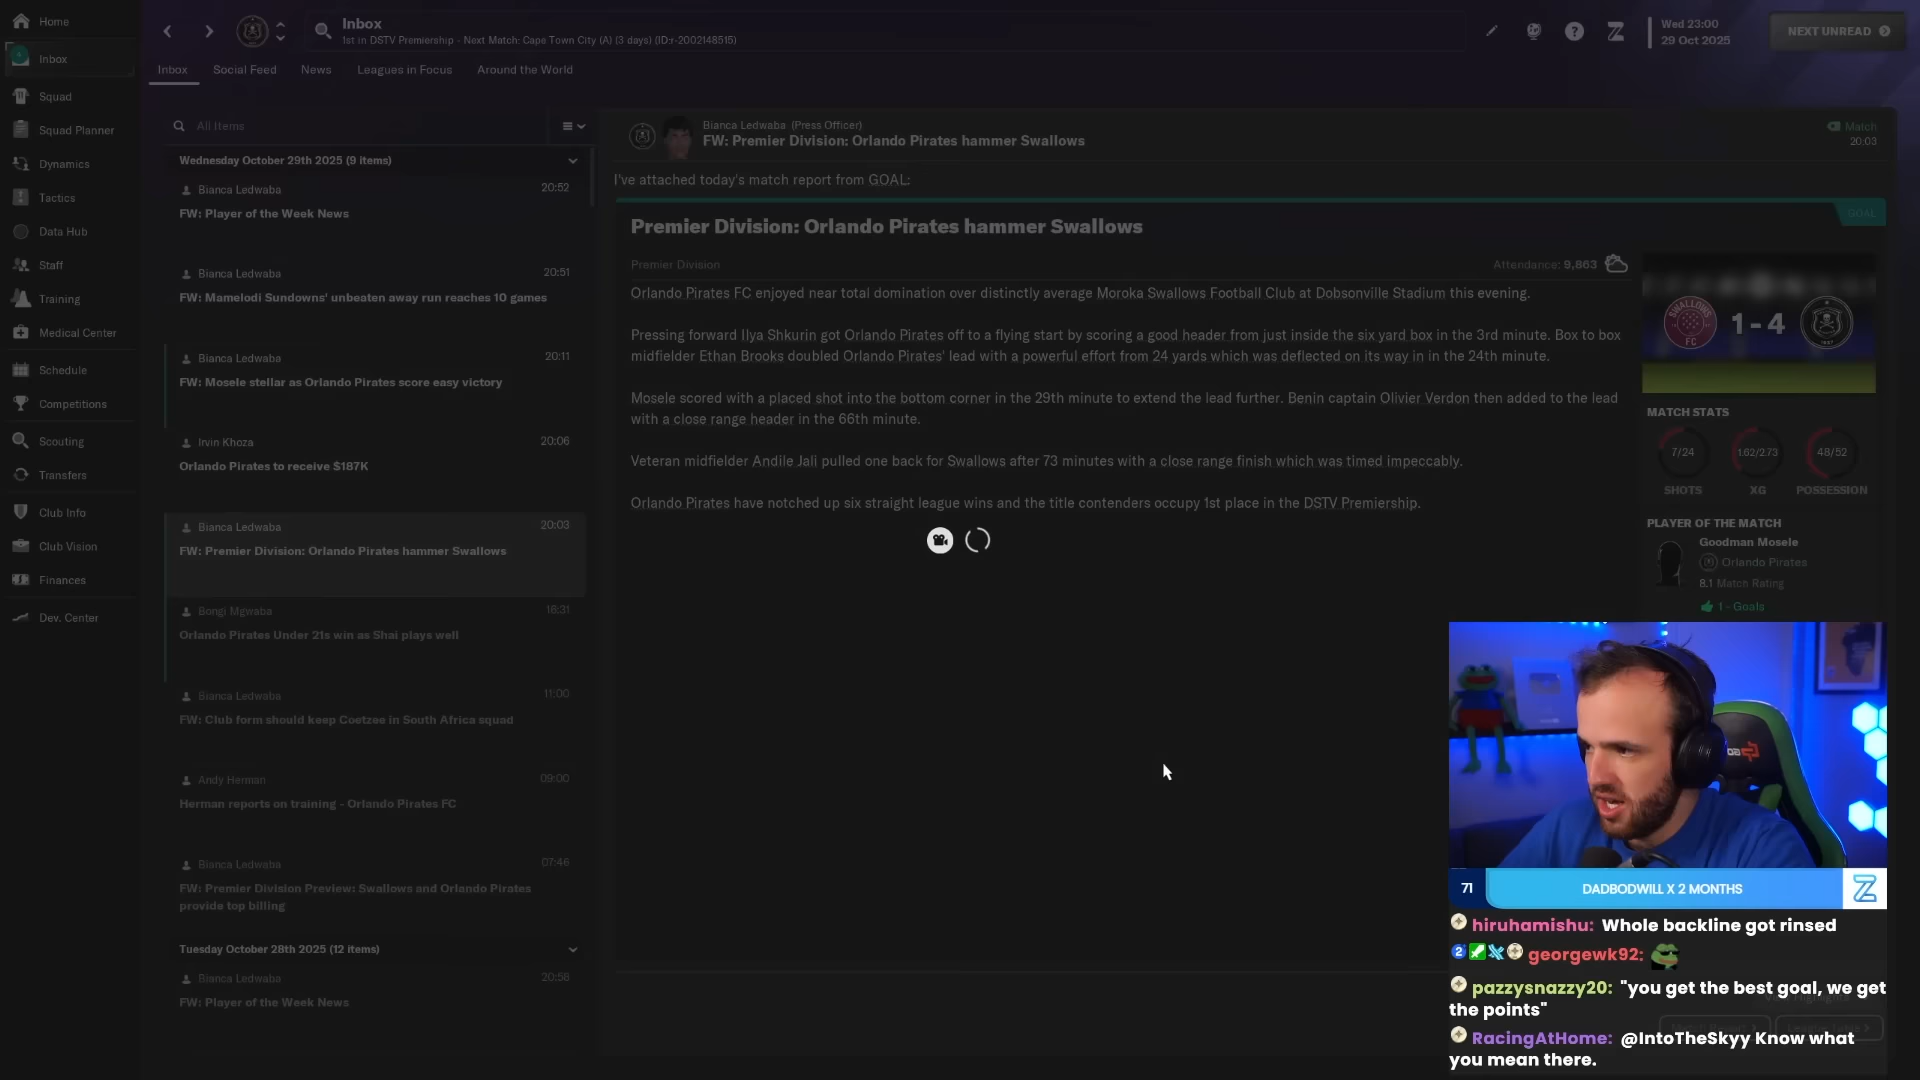 Home
Inbox
Squad
Squad Planner
Dynamics
Tactics
Data Hub
Staff
Training
Medical Center
Schedule
Competitions
Scouting
Transfers
Club Info
Club Vision
Finances
Dev. Center
Inbox
1st in DSTV Premiership - Next Match: Cape Town City (A) (3 days) (ID:r-2002148515)
Wed 23:00
29 Oct 2025
NEXT UNREAD
Inbox Social Feed News Leagues in Focus Around the World
All Items
Wednesday October 29th 2025 (9 items)
Bianca Ledwaba 20:52
FW: Player of the Week News
Bianca Ledwaba 20:51
FW: Mamelodi Sundowns' unbeaten away run reaches 10 games
Bianca Ledwaba 20:11
FW: Mosele stellar as Orlando Pirates score easy victory
Irvin Khoza 20:06
Orlando Pirates to receive $187K
Bianca Ledwaba 20:03
FW: Premier Division: Orlando Pirates hammer Swallows
Bongi Mgwaba 16:31
Orlando Pirates Under 21s win as Shai plays well
Bianca Ledwaba 11:00
FW: Club form should keep Coetzee in South Africa squad
Andy Herman 09:00
Herman reports on training - Orlando Pirates FC
Bianca Ledwaba 07:46
FW: Premier Division Preview: Swallows and Orlando Pirates
provide top billing
Tuesday October 28th 2025 (12 items)
Bianca Ledwaba 20:58
FW: Player of the Week News
Bianca Ledwaba (Press Officer)
FW: Premier Division: Orlando Pirates hammer Swallows
Match
20:03
I've attached today's match report from GOAL:
GOAL
Premier Division: Orlando Pirates hammer Swallows
Premier Division Attendance: 9,863
Orlando Pirates FC enjoyed near total domination over distinctly average Moroka Swallows Football Club at Dobsonville Stadium this evening.
Pressing forward Ilya Shkurin got Orlando Pirates off to a flying start by scoring a good header from just inside the six yard box in the 3rd minute. Box to box
midfielder Ethan Brooks doubled Orlando Pirates' lead with a powerful effort from 24 yards which was deflected on its way in in the 24th minute.
Mosele scored with a placed shot into the bottom corner in the 29th minute to extend the lead further. Benin captain Olivier Verdon then added to the lead
with a close range header in the 66th minute.
Veteran midfielder Andile Jali pulled one back for Swallows after 73 minutes with a close range finish which was timed impeccably.
Orlando Pirates have notched up six straight league wins and the title contenders occupy 1st place in the DSTV Premiership.
SWALLOWS
FC
1 - 4
MATCH STATS
7/24 1.62/2.73 48/52
SHOTS XG POSSESSION
PLAYER OF THE MATCH
Goodman Mosele
Orlando Pirates
8.1 Match Rating
1 - Goals
71 DADBODWILL X 2 MONTHS
hiruhamishu: Whole backline got rinsed
2 georgewk92:
pazzysnazzy20: "you get the best goal, we get
the points"
RacingAtHome: @IntoTheSkyy Know what
you mean there.